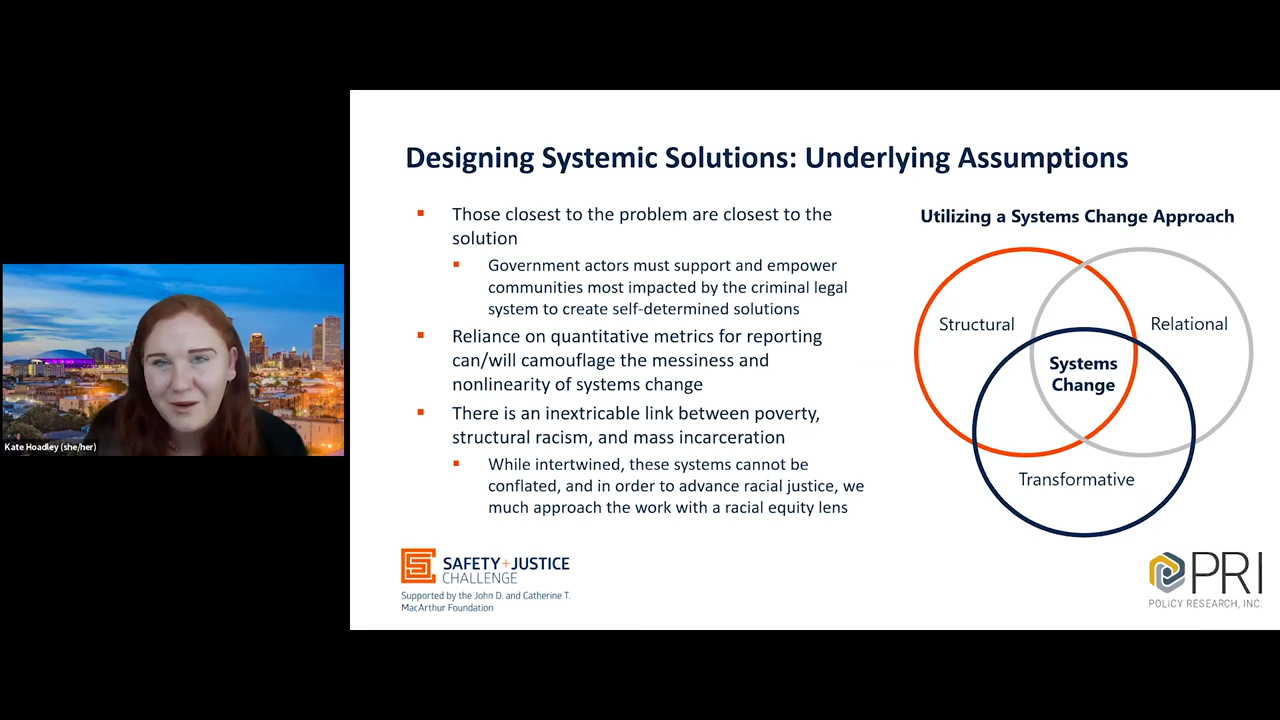 Designing Systemic Solutions: Underlying Assumptions
Those closest to the problem are closest to the
solution
Government actors must support and empower
communities most impacted by the criminal legal
system to create self-determined solutions
Reliance on quantitative metrics for reporting
can/will camouflage the messiness and
nonlinearity of systems change
There is an inextricable link between poverty,
structural racism, and mass incarceration
While intertwined, these systems cannot be
conflated, and in order to advance racial justice, we
much approach the work with a racial equity lens
Utilizing a Systems Change Approach
Structural
Relational
Systems
Change
Transformative
Kate Hoadley (she/her)
SAFETY+JUSTICE
CHALLENGE
Supported by the John D. and Catherine T.
MacArthur Foundation
PRI
POLICY RESEARCH, INC.